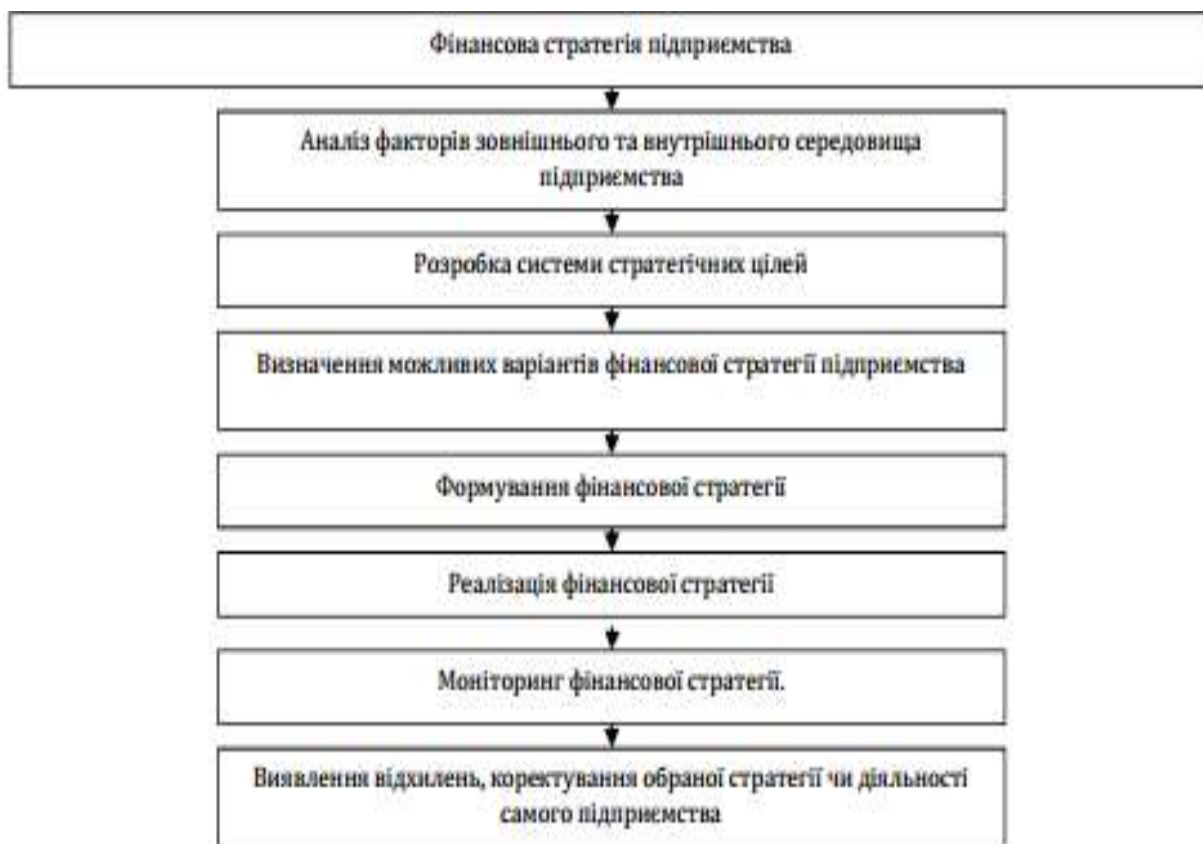 Фінансова стратегія підприємства
Аналіз факторів зовнішнього та внутрішнього середовища
підприємства
Розробка системи стратегічних цілей
Визначення можливих варіантів фінансової стратегії підприємства
Формування фінансової стратегії
Реалізація фінансової стратегії
Моніторинг фінансової стратегії.
Виявлення відхилень, коректування обраної стратегії чи діяльності
самого підприємства